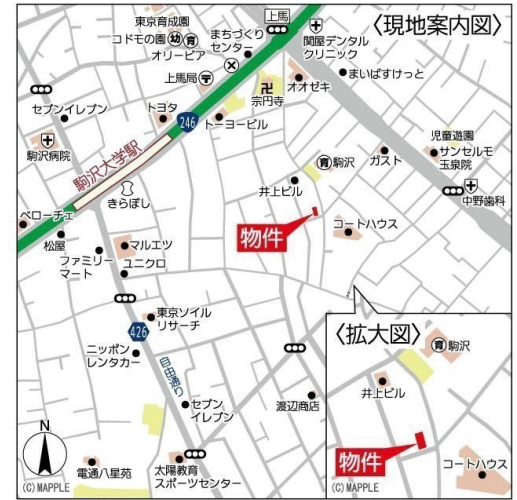 〈現地案内図〉
上馬
東京育成園
コドモの園 幼 育
オリーピア
まちづくり
センター
関屋デンタル
クリニック
まいばすけっと
上馬局
宗円寺
オオゼキ
セブンイレブン
トヨタ
トーヨービル
246
児童遊園
サンセルモ
玉泉院
駒沢病院
駒沢大学駅
育 駒沢
ガスト
きらぼし
井上ビル
中野歯科
ベローチェ
物件
コートハウス
松屋
マルエツ
ファミリー
マート
ユニクロ
426
東京ソイル
リサーチ
ニッポン
レンタカー
自由通り
セブン
イレブン
渡辺商店
電通八星苑
太陽教育
スポーツセンター
N
(C) MAPPLE
〈拡大図〉
育 駒沢
井上ビル
物件
コートハウス
(C) MAPPLE